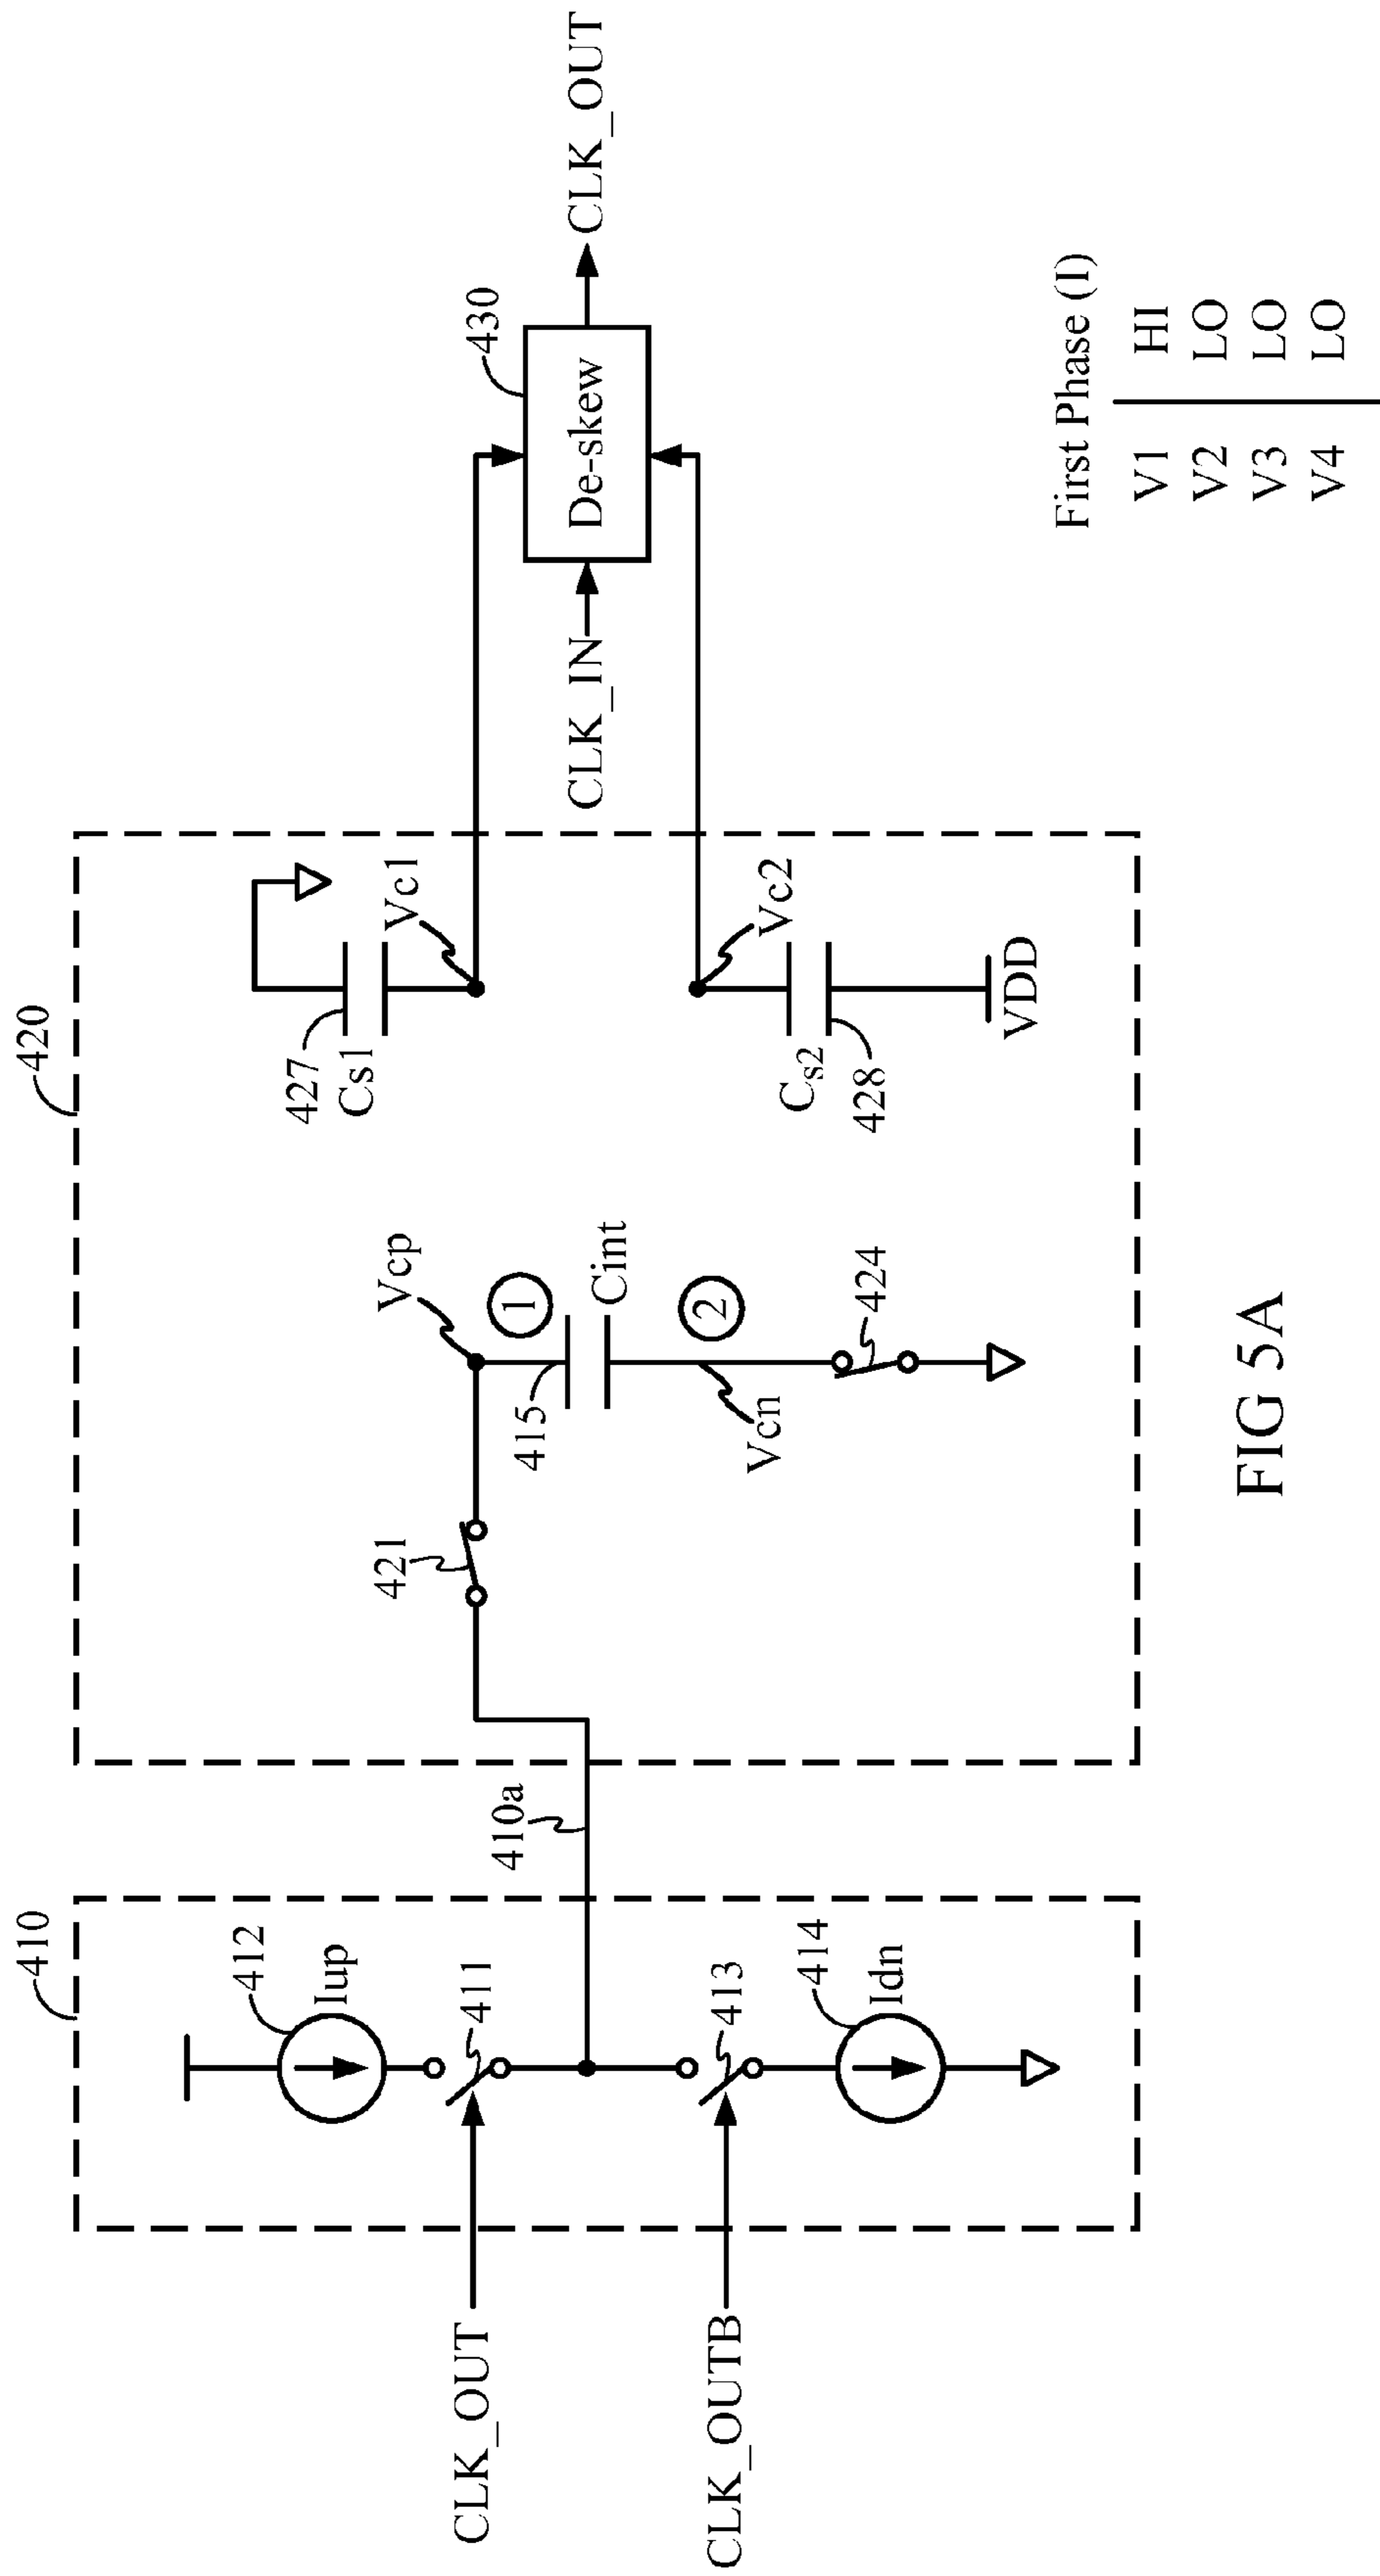 410
412
Iup
CLK_OUT
411
410a
CLK_OUTB
413
414
Idn
420
421
Vcp
1
415
Cint
2
Vcn
424
427
Cs1
Vc1
Vc2
Cs2
428
VDD
430
CLK_IN
De-skew
CLK_OUT
First Phase (I)
V1 HI
V2 LO
V3 LO
V4 LO
FIG 5A